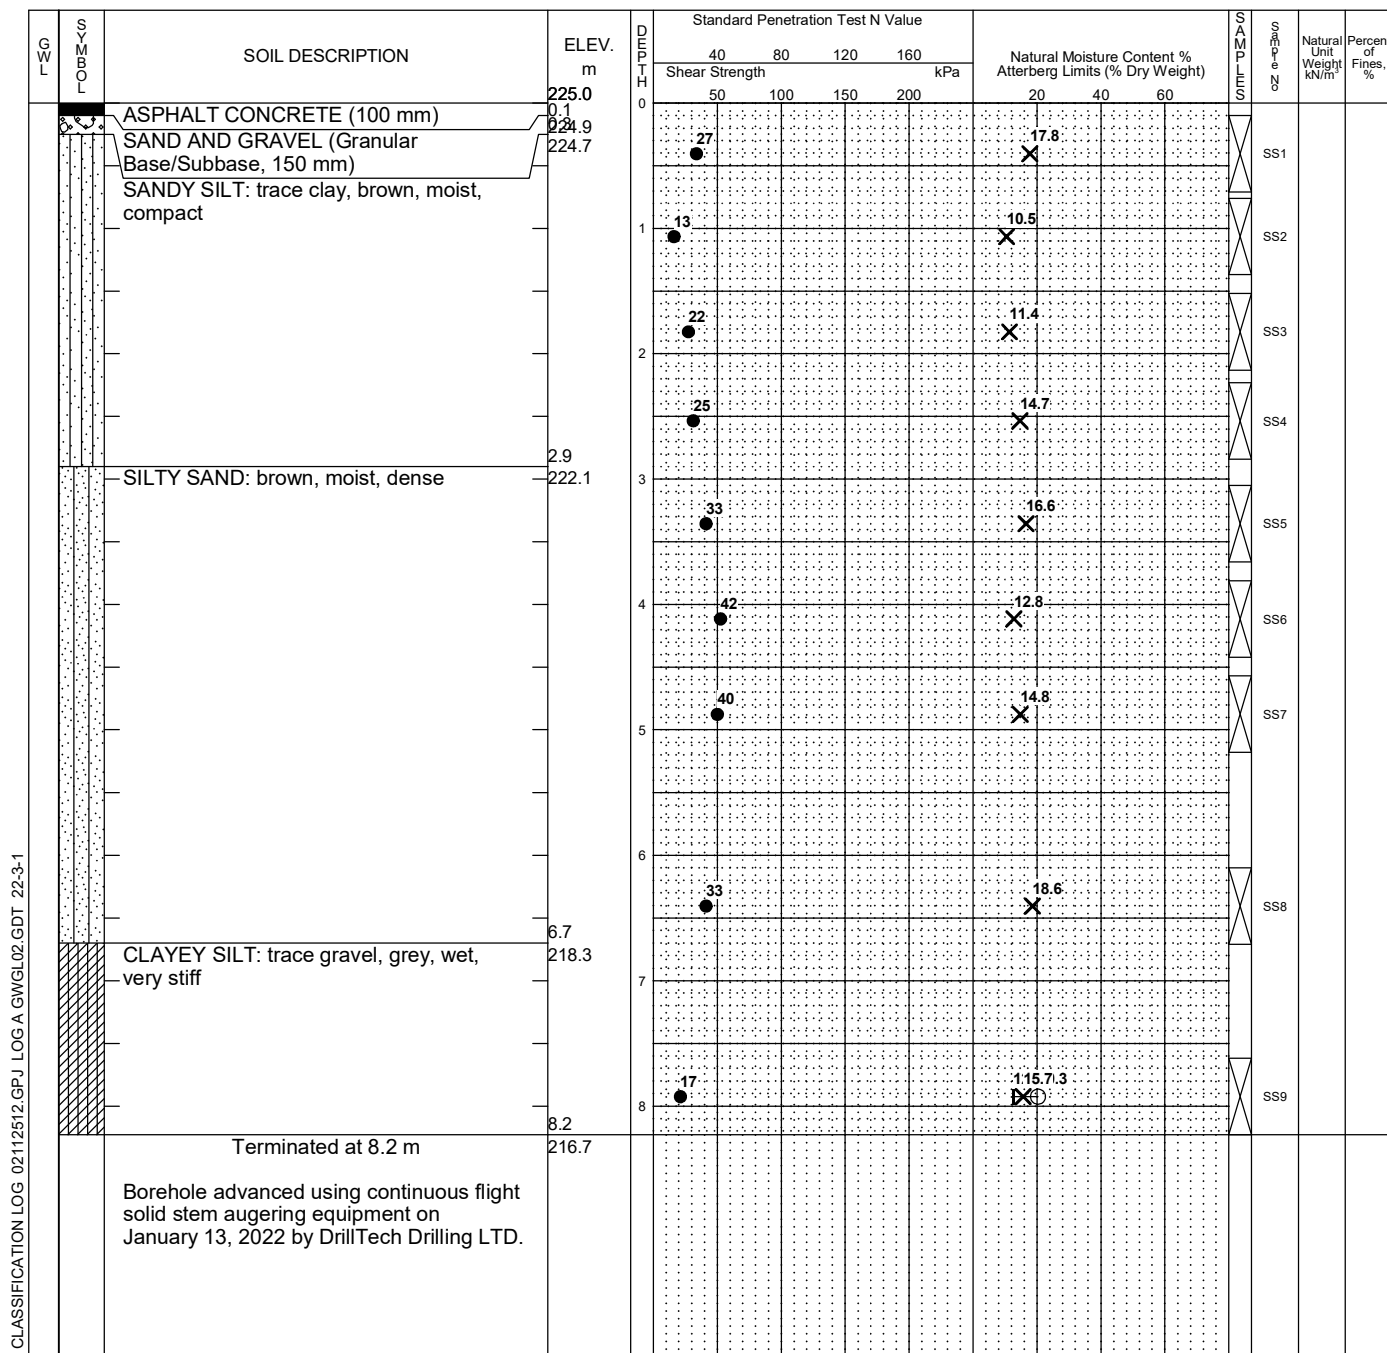 GWL
SYMBOL
SOIL DESCRIPTION
ELEV.
m
DEPTH
Standard Penetration Test N Value
40 80 120 160
Shear Strength kPa
50 100 150 200
Natural Moisture Content %
Atterberg Limits (% Dry Weight)
20 40 60
SAMPLES
Sample No
Natural
Unit
Weight
kN/m³
Percen
of
Fines,
%
225.0
0
ASPHALT CONCRETE (100 mm)
0.1
224.9
SAND AND GRAVEL (Granular
Base/Subbase, 150 mm)
224.7
27
17.8
SS1
SANDY SILT: trace clay, brown, moist,
compact
13
10.5
1
SS2
22
11.4
SS3
2
25
14.7
SS4
2.9
SILTY SAND: brown, moist, dense
222.1
3
33
16.6
SS5
4
42
12.8
SS6
40
14.8
SS7
5
6
33
18.6
SS8
6.7
CLAYEY SILT: trace gravel, grey, wet,
very stiff
218.3
7
17
15.7
SS9
8
8.2
Terminated at 8.2 m
216.7
Borehole advanced using continuous flight
solid stem augering equipment on
January 13, 2022 by DrillTech Drilling LTD.
CLASSIFICATION LOG 02112512.GPJ LOG A GWGL02.GDT 22-3-1